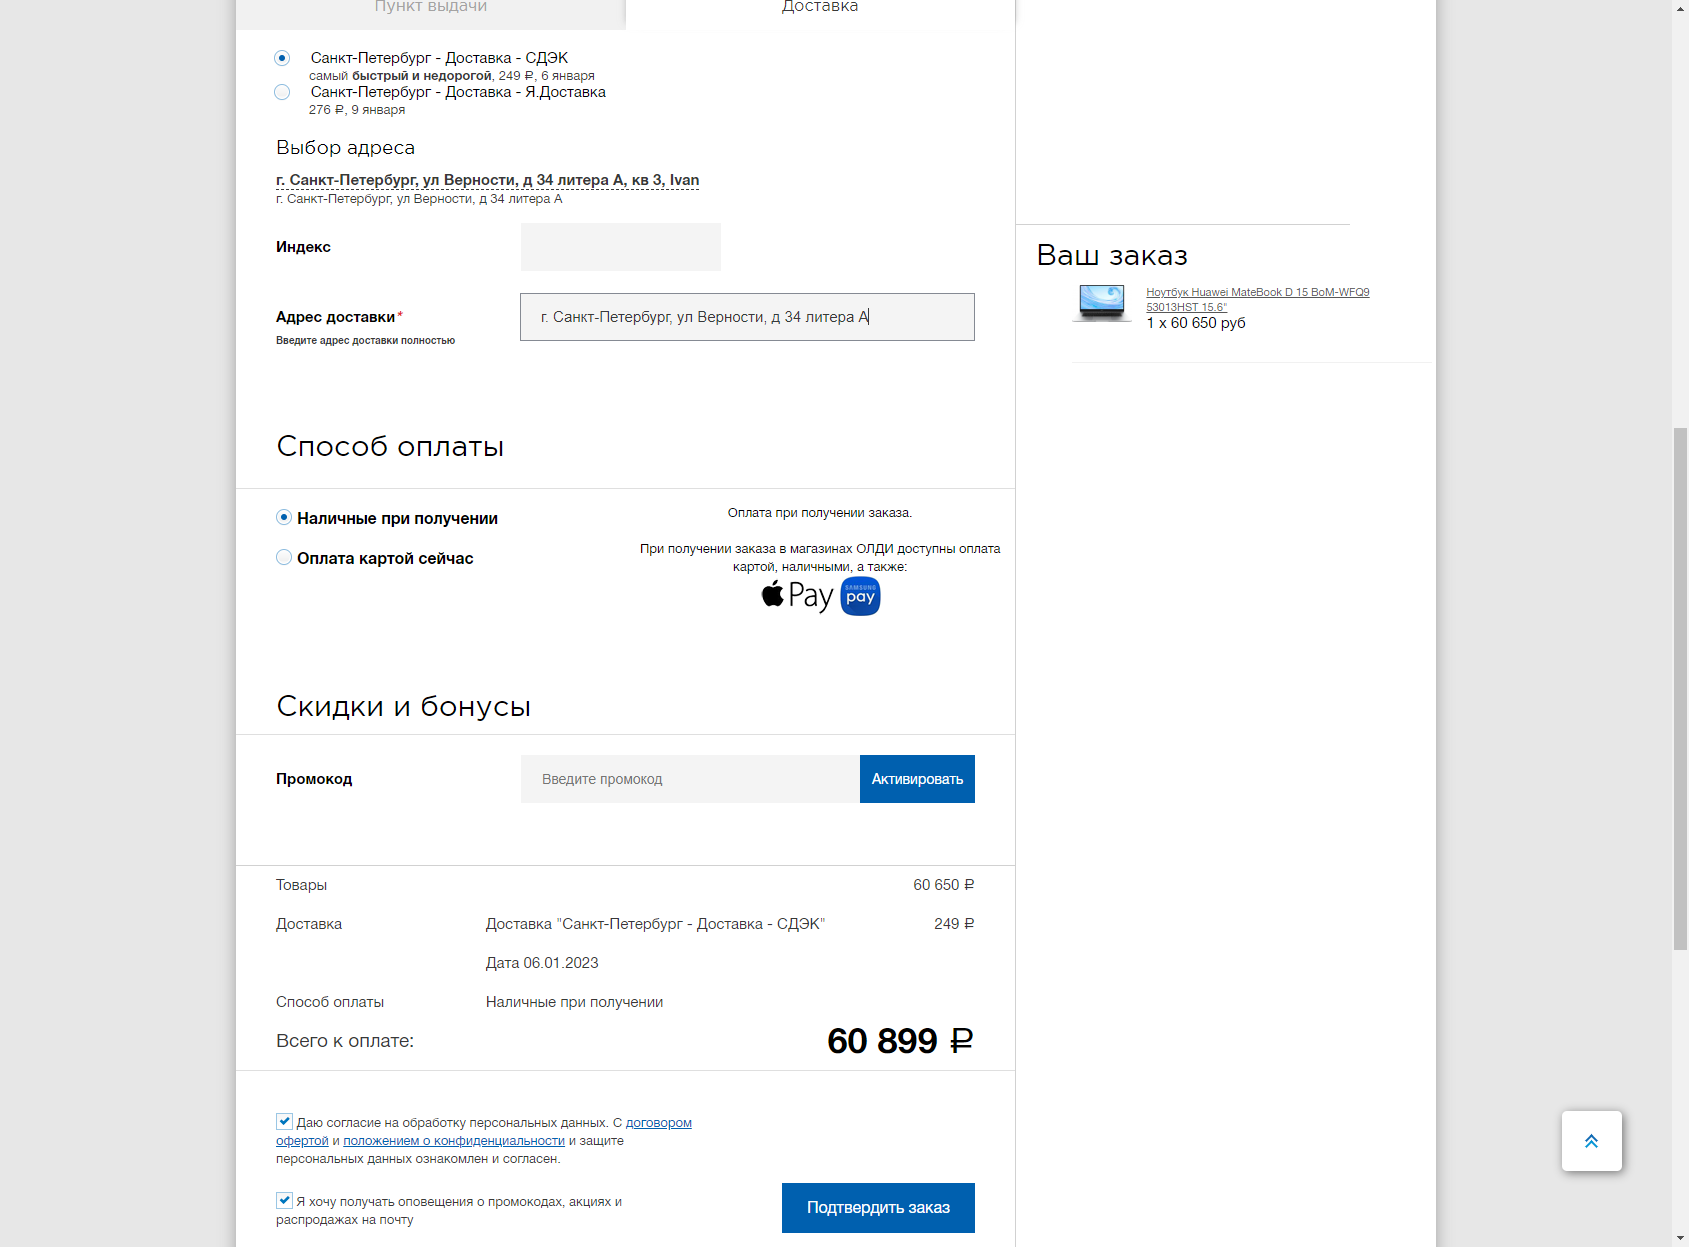 Пункт выдачи
Доставка
Санкт-Петербург - Доставка - СДЭК
самый быстрый и недорогой, 249 ₽, 6 января
Санкт-Петербург - Доставка - Я.Доставка
276 ₽, 9 января
Выбор адреса
г. Санкт-Петербург, ул Верности, д 34 литера А, кв 3, Ivan
г. Санкт-Петербург, ул Верности, д 34 литера А
Индекс
Адрес доставки*
Введите адрес доставки полностью
г. Санкт-Петербург, ул Верности, д 34 литера А
Ваш заказ
Ноутбук Huawei MateBook D 15 BoM-WFQ9
53013HST 15.6"
1 x 60 650 руб
Способ оплаты
Наличные при получении
Оплата картой сейчас
Оплата при получении заказа.
При получении заказа в магазинах ОЛДИ доступны оплата
картой, наличными, а также:
Pay
SAMSUNG
pay
Скидки и бонусы
Промокод
Введите промокод
Активировать
Товары 60 650 ₽
Доставка Доставка "Санкт-Петербург - Доставка - СДЭК" 249 ₽
Дата 06.01.2023
Способ оплаты Наличные при получении
Всего к оплате: 60 899 ₽
Даю согласие на обработку персональных данных. С договором
офертой и положением о конфиденциальности и защите
персональных данных ознакомлен и согласен.
Я хочу получать оповещения о промокодах, акциях и
распродажах на почту
Подтвердить заказ